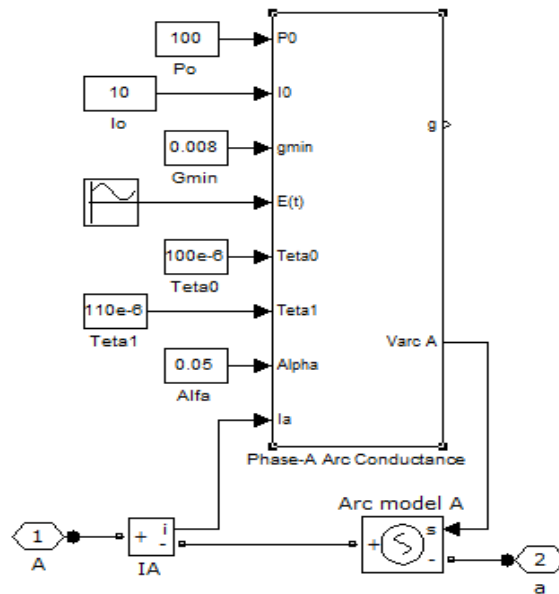 100
P0
Po
10
I0
Io
g
0.008
gmin
Gmin
E(t)
100e-6
Teta0
Teta0
110e-6
Teta1
Teta1
Varc A
0.05
Alpha
Alfa
Ia
Phase-A Arc Conductance
Arc model A
1
+
i
-
+
s
-
2
A
IA
a